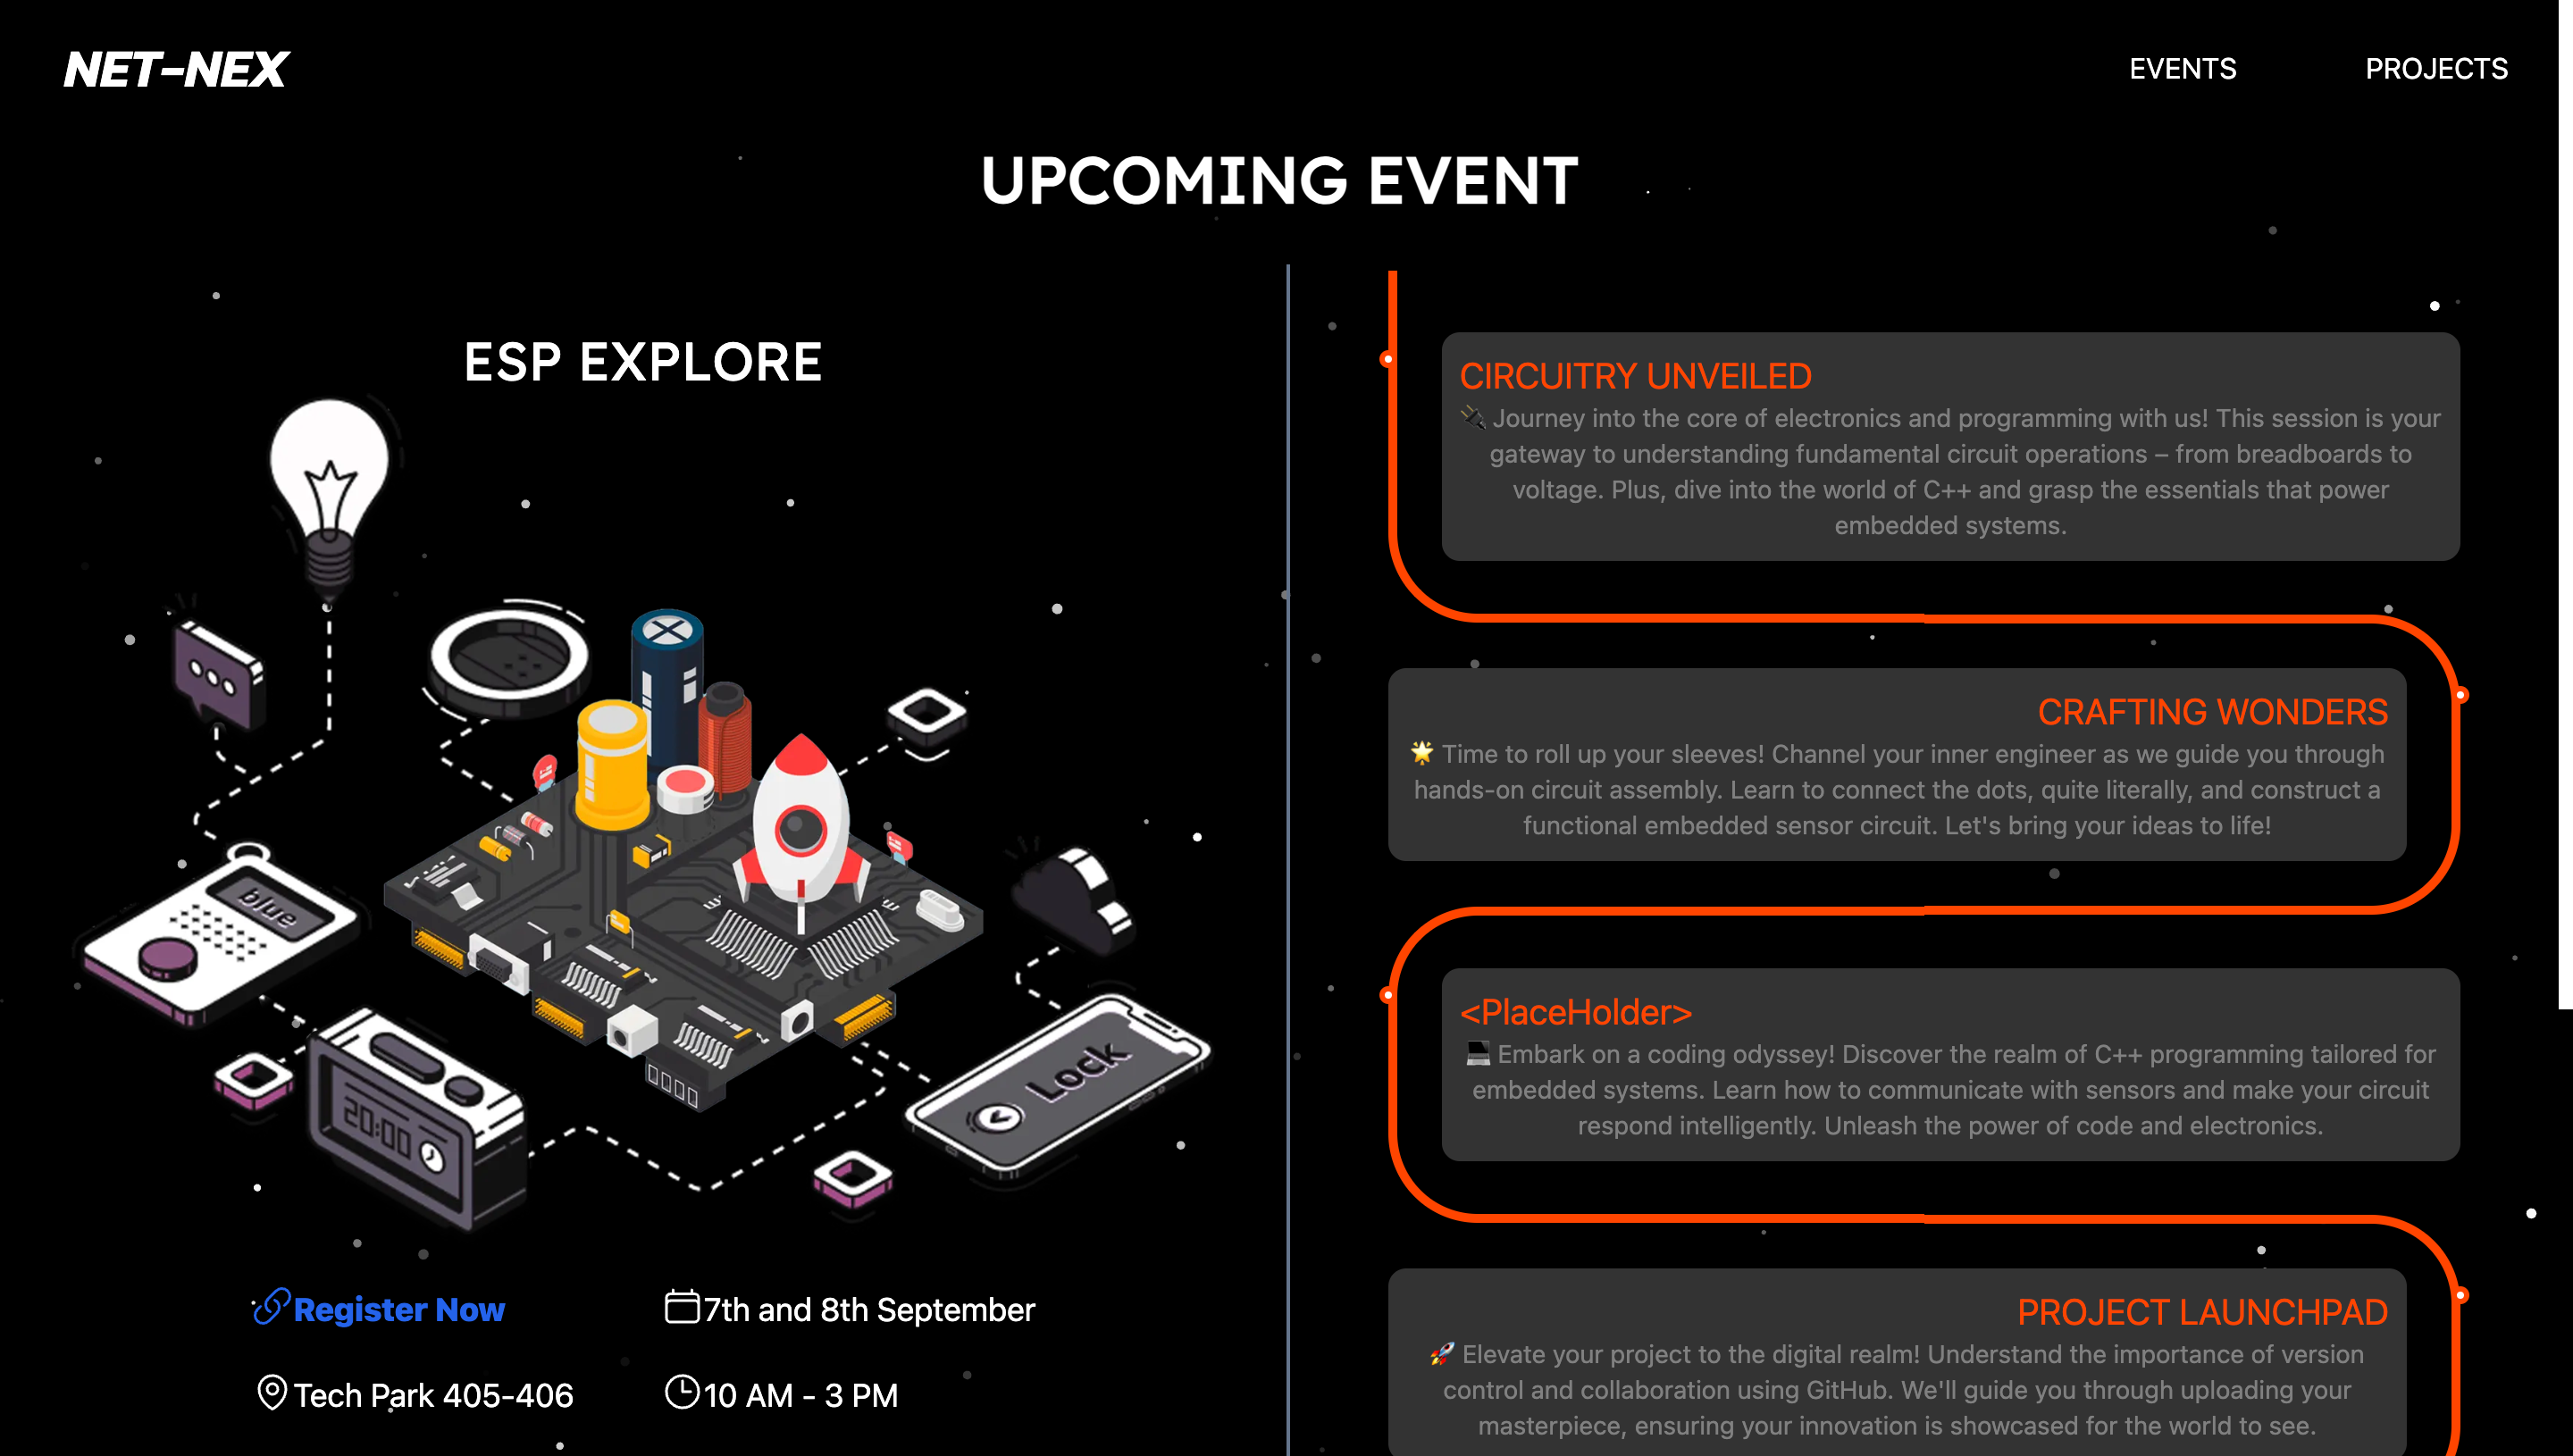 NET-NEX
EVENTS
PROJECTS
UPCOMING EVENT
ESP EXPLORE
blue
20:00
Lock
Register Now
7th and 8th September
Tech Park 405-406
10 AM - 3 PM
CIRCUITRY UNVEILED
🔌 Journey into the core of electronics and programming with us! This session is your
gateway to understanding fundamental circuit operations – from breadboards to
voltage. Plus, dive into the world of C++ and grasp the essentials that power
embedded systems.
CRAFTING WONDERS
🌟 Time to roll up your sleeves! Channel your inner engineer as we guide you through
hands-on circuit assembly. Learn to connect the dots, quite literally, and construct a
functional embedded sensor circuit. Let's bring your ideas to life!
<PlaceHolder>
💻 Embark on a coding odyssey! Discover the realm of C++ programming tailored for
embedded systems. Learn how to communicate with sensors and make your circuit
respond intelligently. Unleash the power of code and electronics.
PROJECT LAUNCHPAD
🚀 Elevate your project to the digital realm! Understand the importance of version
control and collaboration using GitHub. We'll guide you through uploading your
masterpiece, ensuring your innovation is showcased for the world to see.